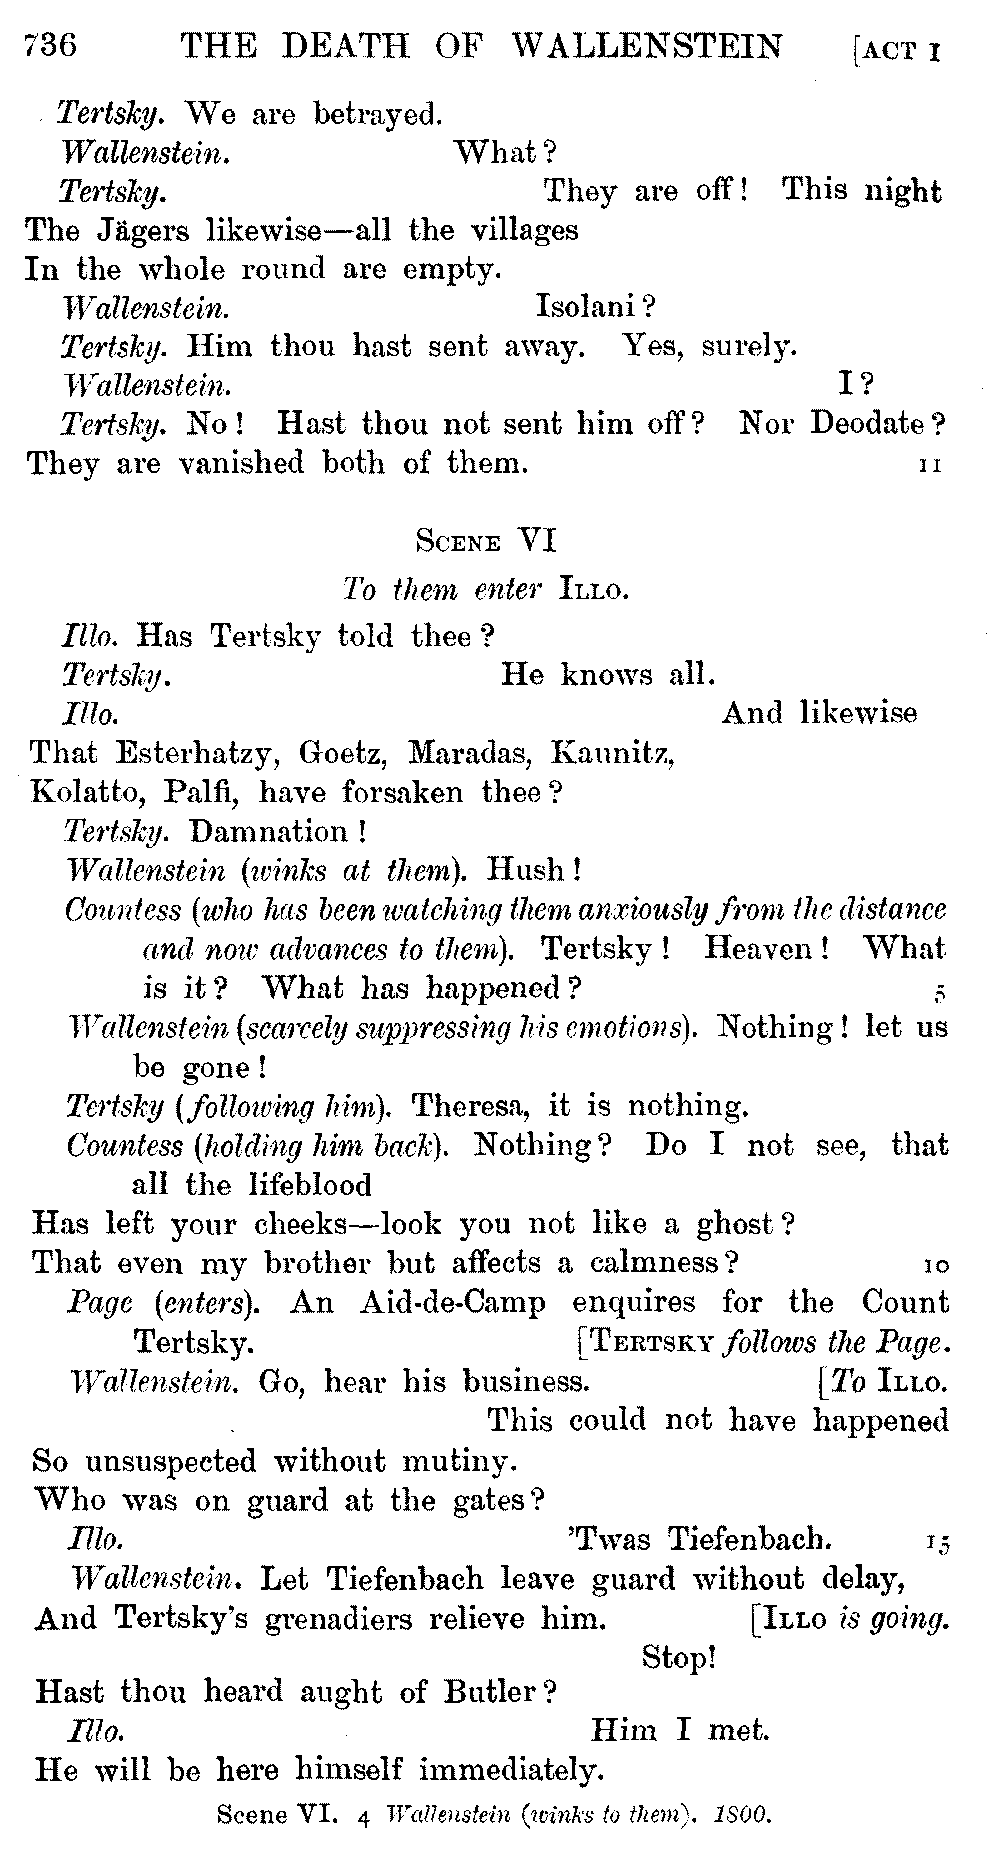 736 THE DEATH OF WALLENSTEIN [ACT I
Tertsky. We are betrayed.
Wallenstein. What?
Tertsky. They are off! This night
The Jägers likewise—all the villages
In the whole round are empty.
Wallenstein. Isolani?
Tertsky. Him thou hast sent away. Yes, surely.
Wallenstein. I?
Tertsky. No! Hast thou not sent him off? Nor Deodate?
They are vanished both of them. 11
SCENE VI
To them enter ILLO.
Illo. Has Tertsky told thee?
Tertsky. He knows all.
Illo. And likewise
That Esterhatzy, Goetz, Maradas, Kaunitz,
Kolatto, Palfi, have forsaken thee?
Tertsky. Damnation!
Wallenstein (winks at them). Hush!
Countess (who has been watching them anxiously from the distance
and now advances to them). Tertsky! Heaven! What
is it? What has happened? 5
Wallenstein (scarcely suppressing his emotions). Nothing! let us
be gone!
Tertsky (following him). Theresa, it is nothing.
Countess (holding him back). Nothing? Do I not see, that
all the lifeblood
Has left your cheeks—look you not like a ghost?
That even my brother but affects a calmness? 10
Page (enters). An Aid-de-Camp enquires for the Count
Tertsky. [TERTSKY follows the Page.
Wallenstein. Go, hear his business. [To ILLO.
This could not have happened
So unsuspected without mutiny.
Who was on guard at the gates?
Illo. 'Twas Tiefenbach. 15
Wallenstein. Let Tiefenbach leave guard without delay,
And Tertsky's grenadiers relieve him. [ILLO is going.
Stop!
Hast thou heard aught of Butler?
Illo. Him I met.
He will be here himself immediately.
Scene VI. 4 Wallenstein (winks to them). 1800.